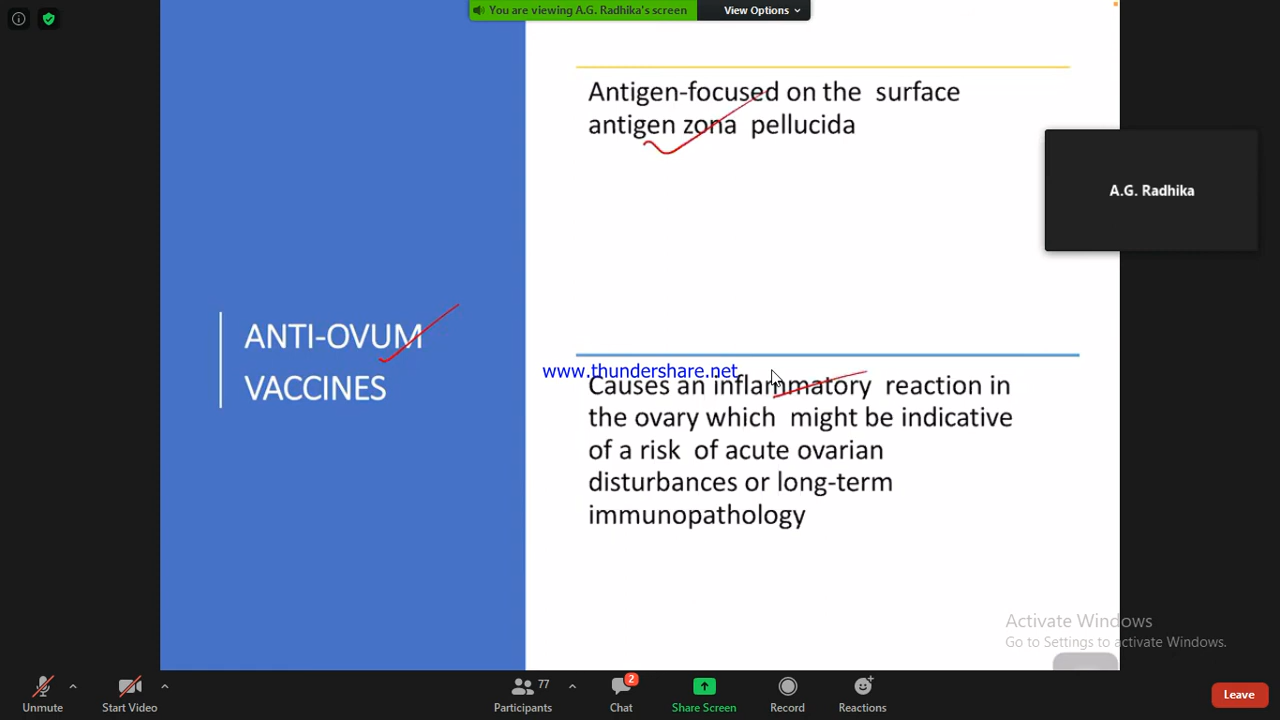 You are viewing A.G. Radhika's screen
View Options
Antigen-focused on the surface
antigen zona pellucida
A.G. Radhika
ANTI-OVUM
VACCINES
www.thundershare.net
Causes an inflammatory reaction in
the ovary which might be indicative
of a risk of acute ovarian
disturbances or long-term
immunopathology
Activate Windows
Go to Settings to activate Windows.
Unmute
Start Video
77
Participants
2
Chat
Share Screen
Record
Reactions
Leave